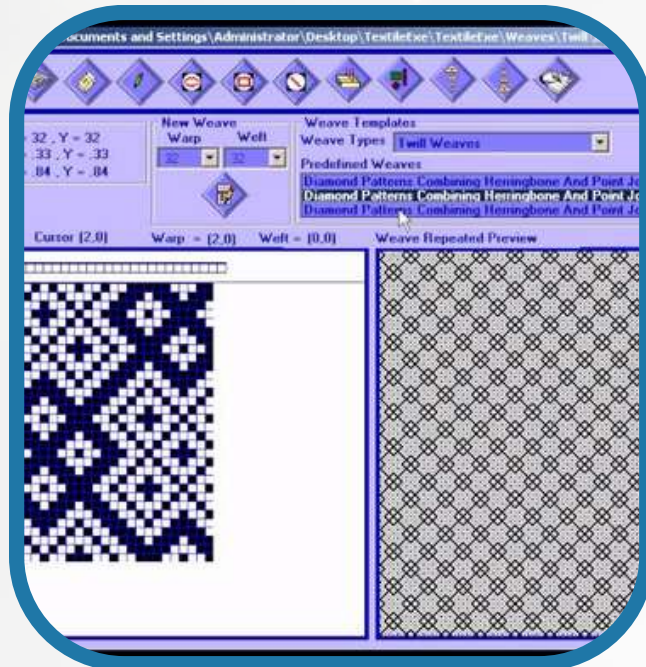 ocuments and Settings\Administrator\Desktop\TextileExe\TextileExe\Weaves\Twill
New Weave
Warp Weft
32 32
Weave Templates
Weave Types Twill Weaves
Predefined Weaves
Diamond Patterns Combining Herringbone And Point Jo
Diamond Patterns Combining Herringbone And Point Jo
Diamond Patterns Combining Herringbone And Point Jo
32 , Y = 32
.33 , Y = .33
.84 , Y = .84
Cursor [2,0] Warp = [2,0] Weft = [0,0] Weave Repeated Preview